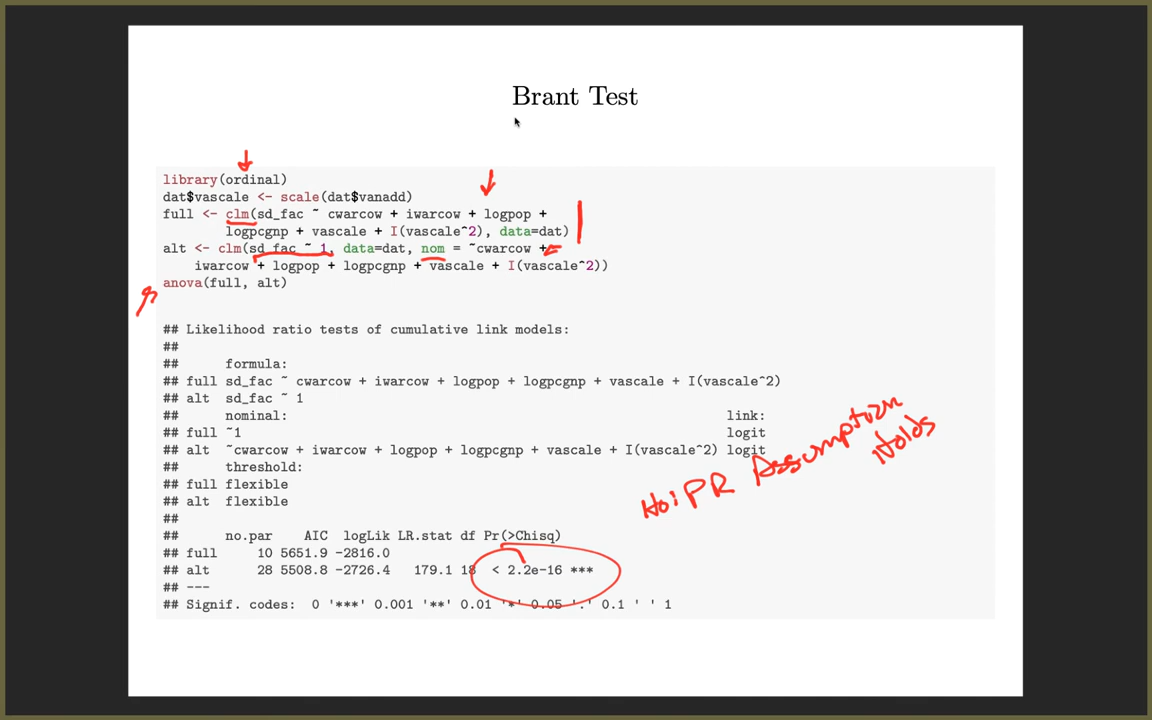 Brant Test
library(ordinal)
dat$vascale <- scale(dat$vanadd)
full <- clm(sd_fac ~ cwarcow + iwarcow + logpop +
logpcgnp + vascale + I(vascale^2), data=dat)
alt <- clm(sd_fac ~ 1, data=dat, nom = ~cwarcow +
iwarcow + logpop + logpcgnp + vascale + I(vascale^2))
anova(full, alt)
## Likelihood ratio tests of cumulative link models:
##
## formula:
## full sd_fac ~ cwarcow + iwarcow + logpop + logpcgnp + vascale + I(vascale^2)
## alt sd_fac ~ 1
## nominal: link:
## full ~1 logit
## alt ~cwarcow + iwarcow + logpop + logpcgnp + vascale + I(vascale^2) logit
## threshold:
## full flexible
## alt flexible
##
## no.par AIC logLik LR.stat df Pr(>Chisq)
## full 10 5651.9 -2816.0
## alt 28 5508.8 -2726.4 179.1 18 < 2.2e-16 ***
## ---
## Signif. codes: 0 '***' 0.001 '**' 0.01 '*' 0.05 '.' 0.1 ' ' 1
Ho: PR Assumption
Holds